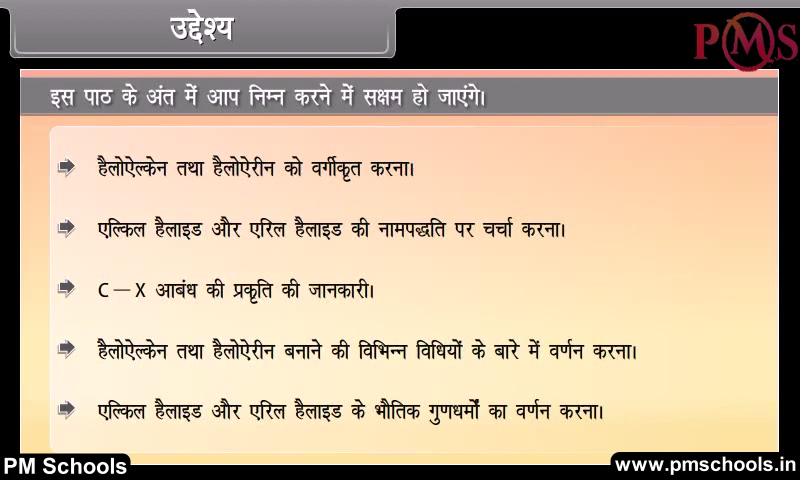 उद्देश्य
PMS
इस पाठ के अंत में आप निम्न करने में सक्षम हो जाएंगे।
हैलोऐल्केन तथा हैलोऐरीन को वर्गीकृत करना।
एल्किल हैलाइड और एरिल हैलाइड की नामपद्धति पर चर्चा करना।
C – X आबंध की प्रकृति की जानकारी।
हैलोऐल्केन तथा हैलोऐरीन बनाने की विभिन्न विधियों के बारे में वर्णन करना।
एल्किल हैलाइड और एरिल हैलाइड के भौतिक गुणधर्मों का वर्णन करना।
PM Schools
www.pmschools.in